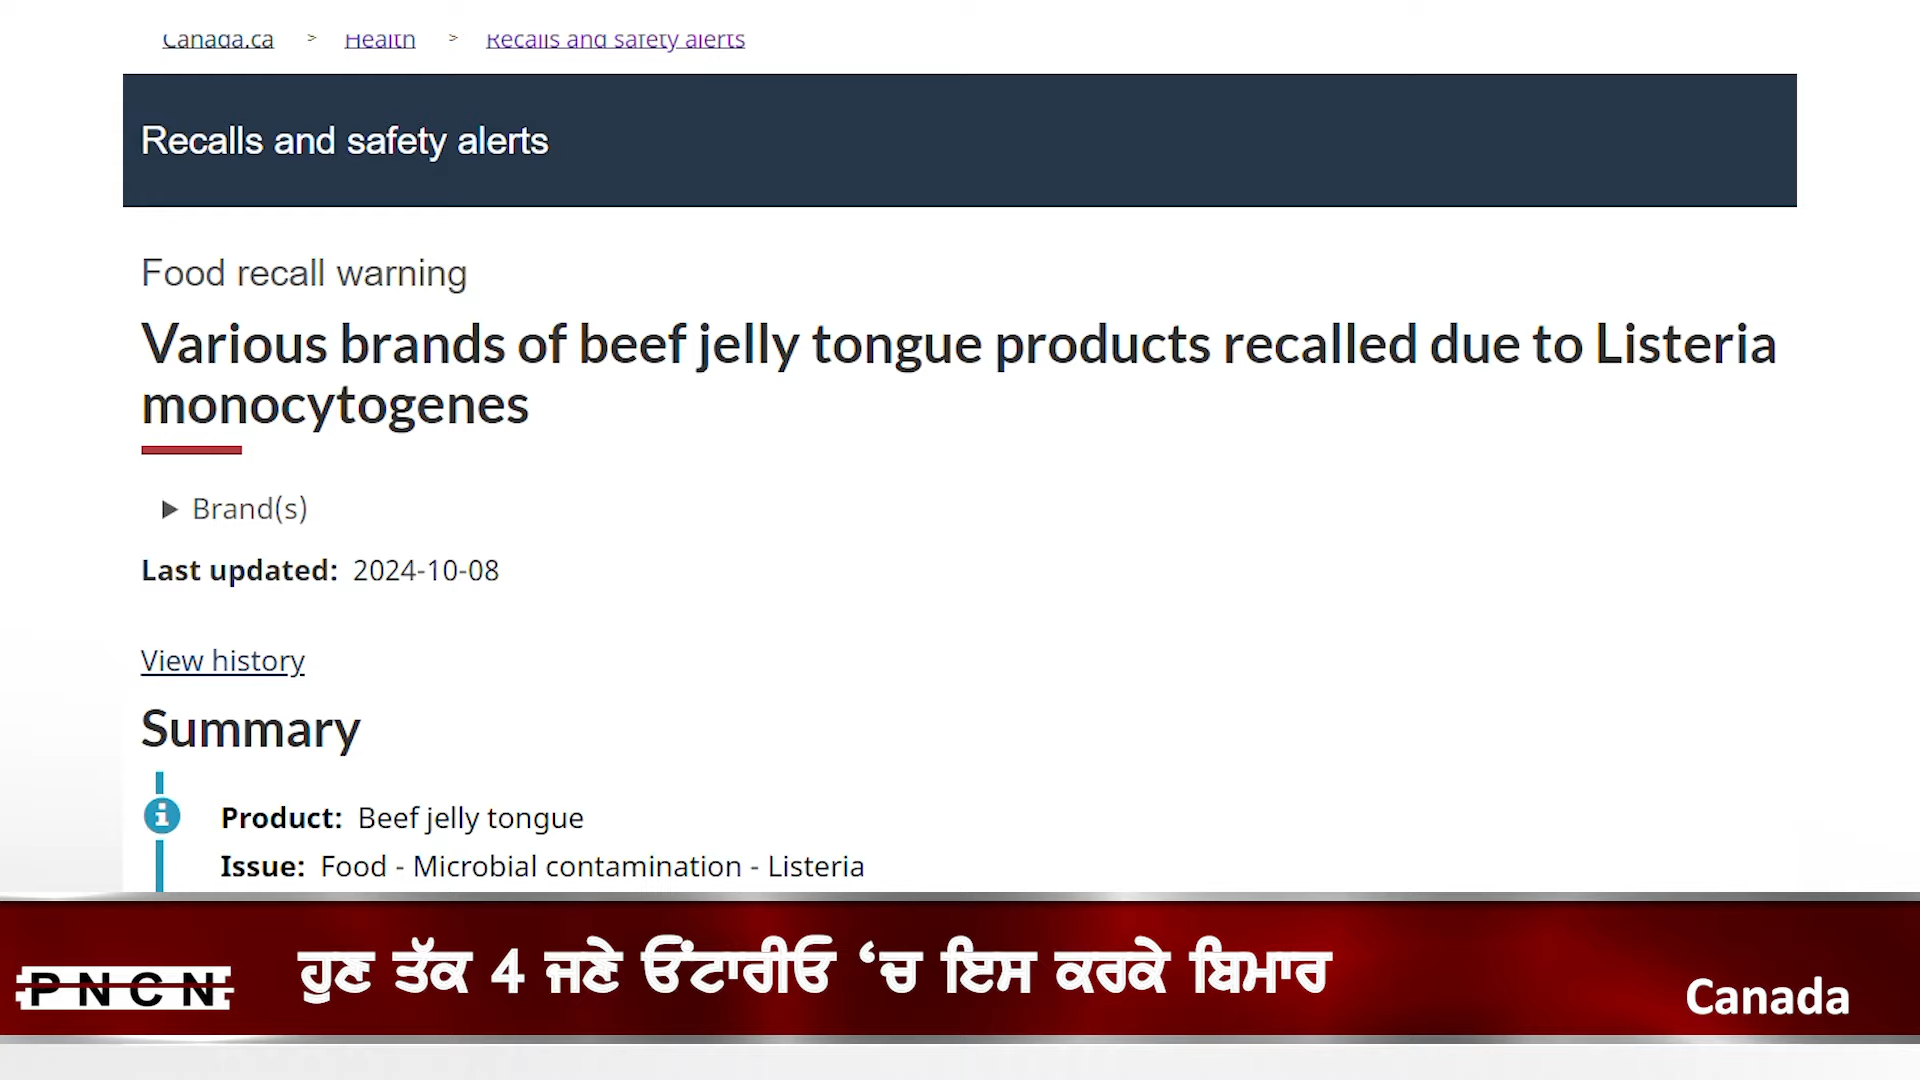 Canada.ca > Health > Recalls and safety alerts
Recalls and safety alerts
Food recall warning
Various brands of beef jelly tongue products recalled due to Listeria
monocytogenes
Brand(s)
Last updated: 2024-10-08
View history
Summary
Product: Beef jelly tongue
Issue: Food - Microbial contamination - Listeria
ਹੁਣ ਤੱਕ 4 ਜਣੇ ਓਂਟਾਰੀਓ ‘ਚ ਇਸ ਕਰਕੇ ਬਿਮਾਰ
PNCN
Canada